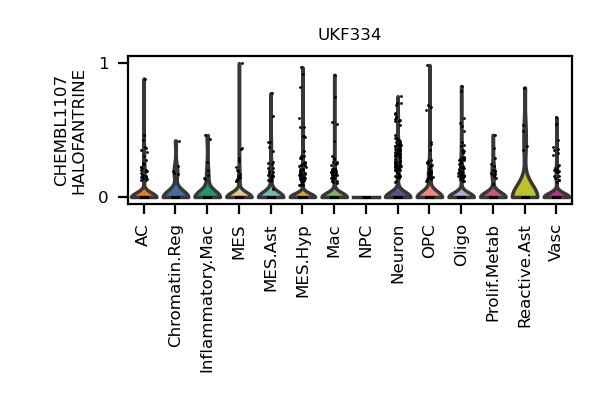 UKF334
CHEMBL1107
HALOFANTRINE
1
0
AC
Chromatin.Reg
Inflammatory.Mac
MES
MES.Ast
MES.Hyp
Mac
NPC
Neuron
OPC
Oligo
Prolif.Metab
Reactive.Ast
Vasc